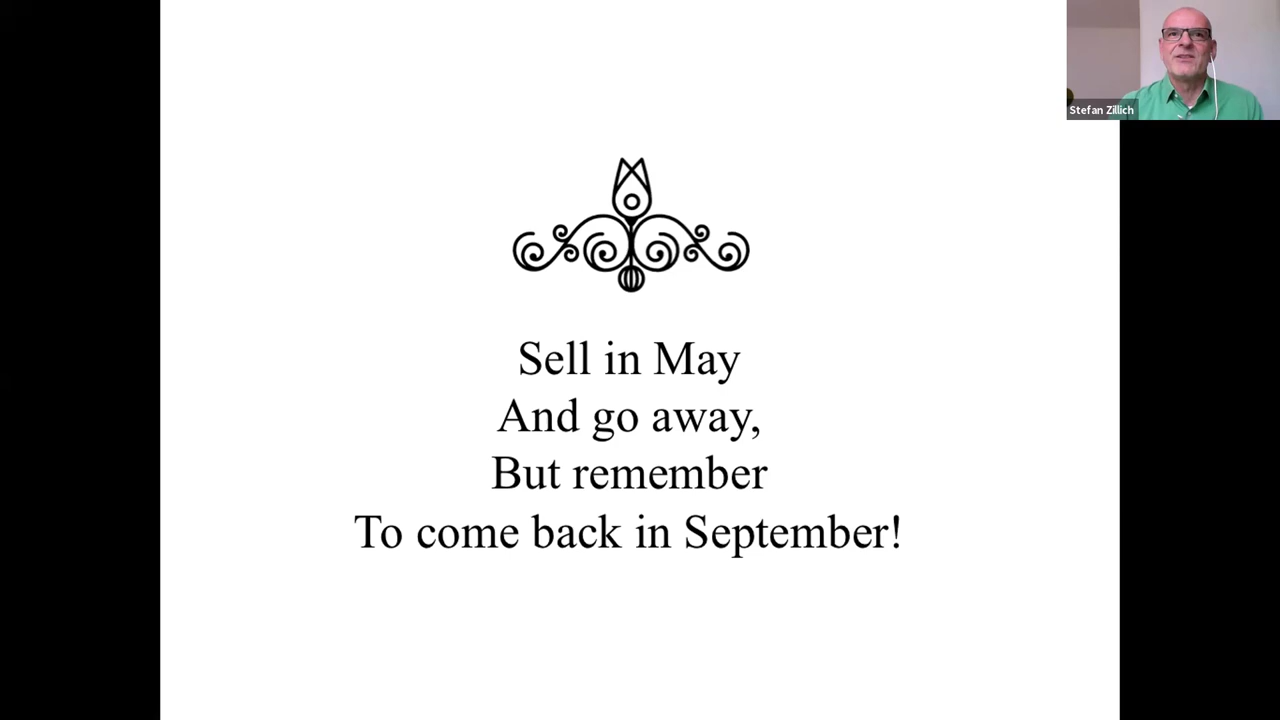 Stefan Zillich
Sell in May
And go away,
But remember
To come back in September!